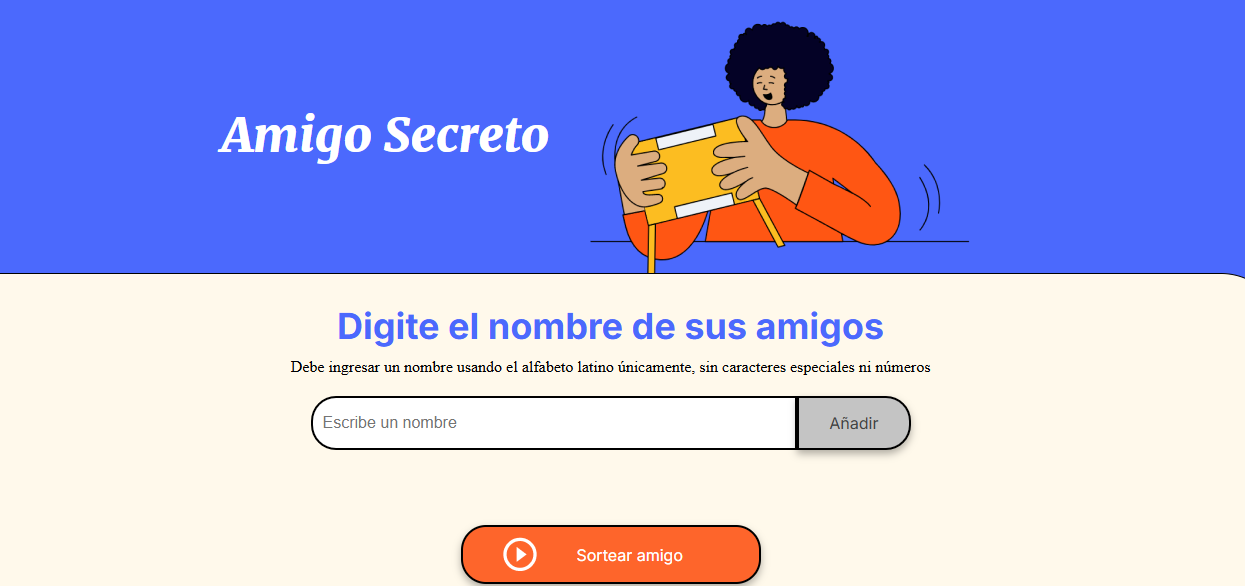 Amigo Secreto
Digite el nombre de sus amigos
Debe ingresar un nombre usando el alfabeto latino únicamente, sin caracteres especiales ni números
Escribe un nombre
Añadir
Sortear amigo